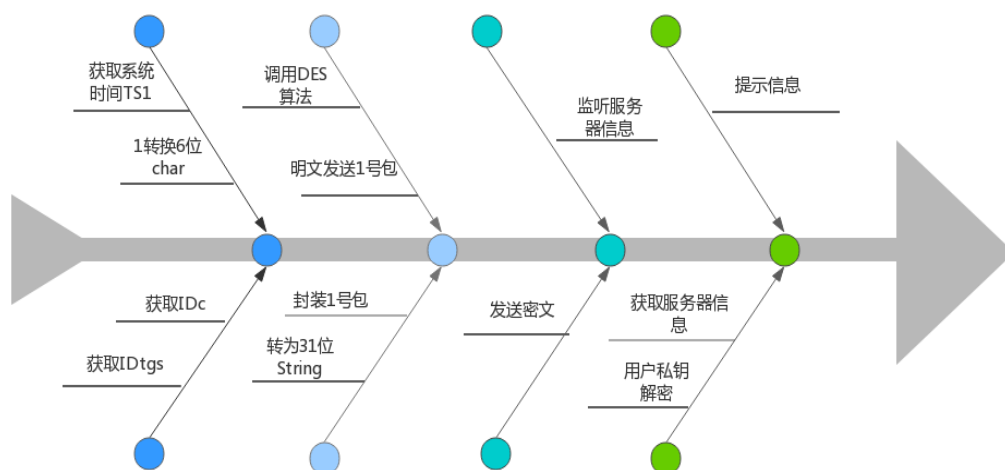 获取系统
时间TS1
1转换6位
char
调用DES
算法
明文发送1号包
监听服务
器信息
提示信息
获取IDc
获取IDtgs
封装1号包
转为31位
String
发送密文
获取服务器信
息
用户私钥
解密